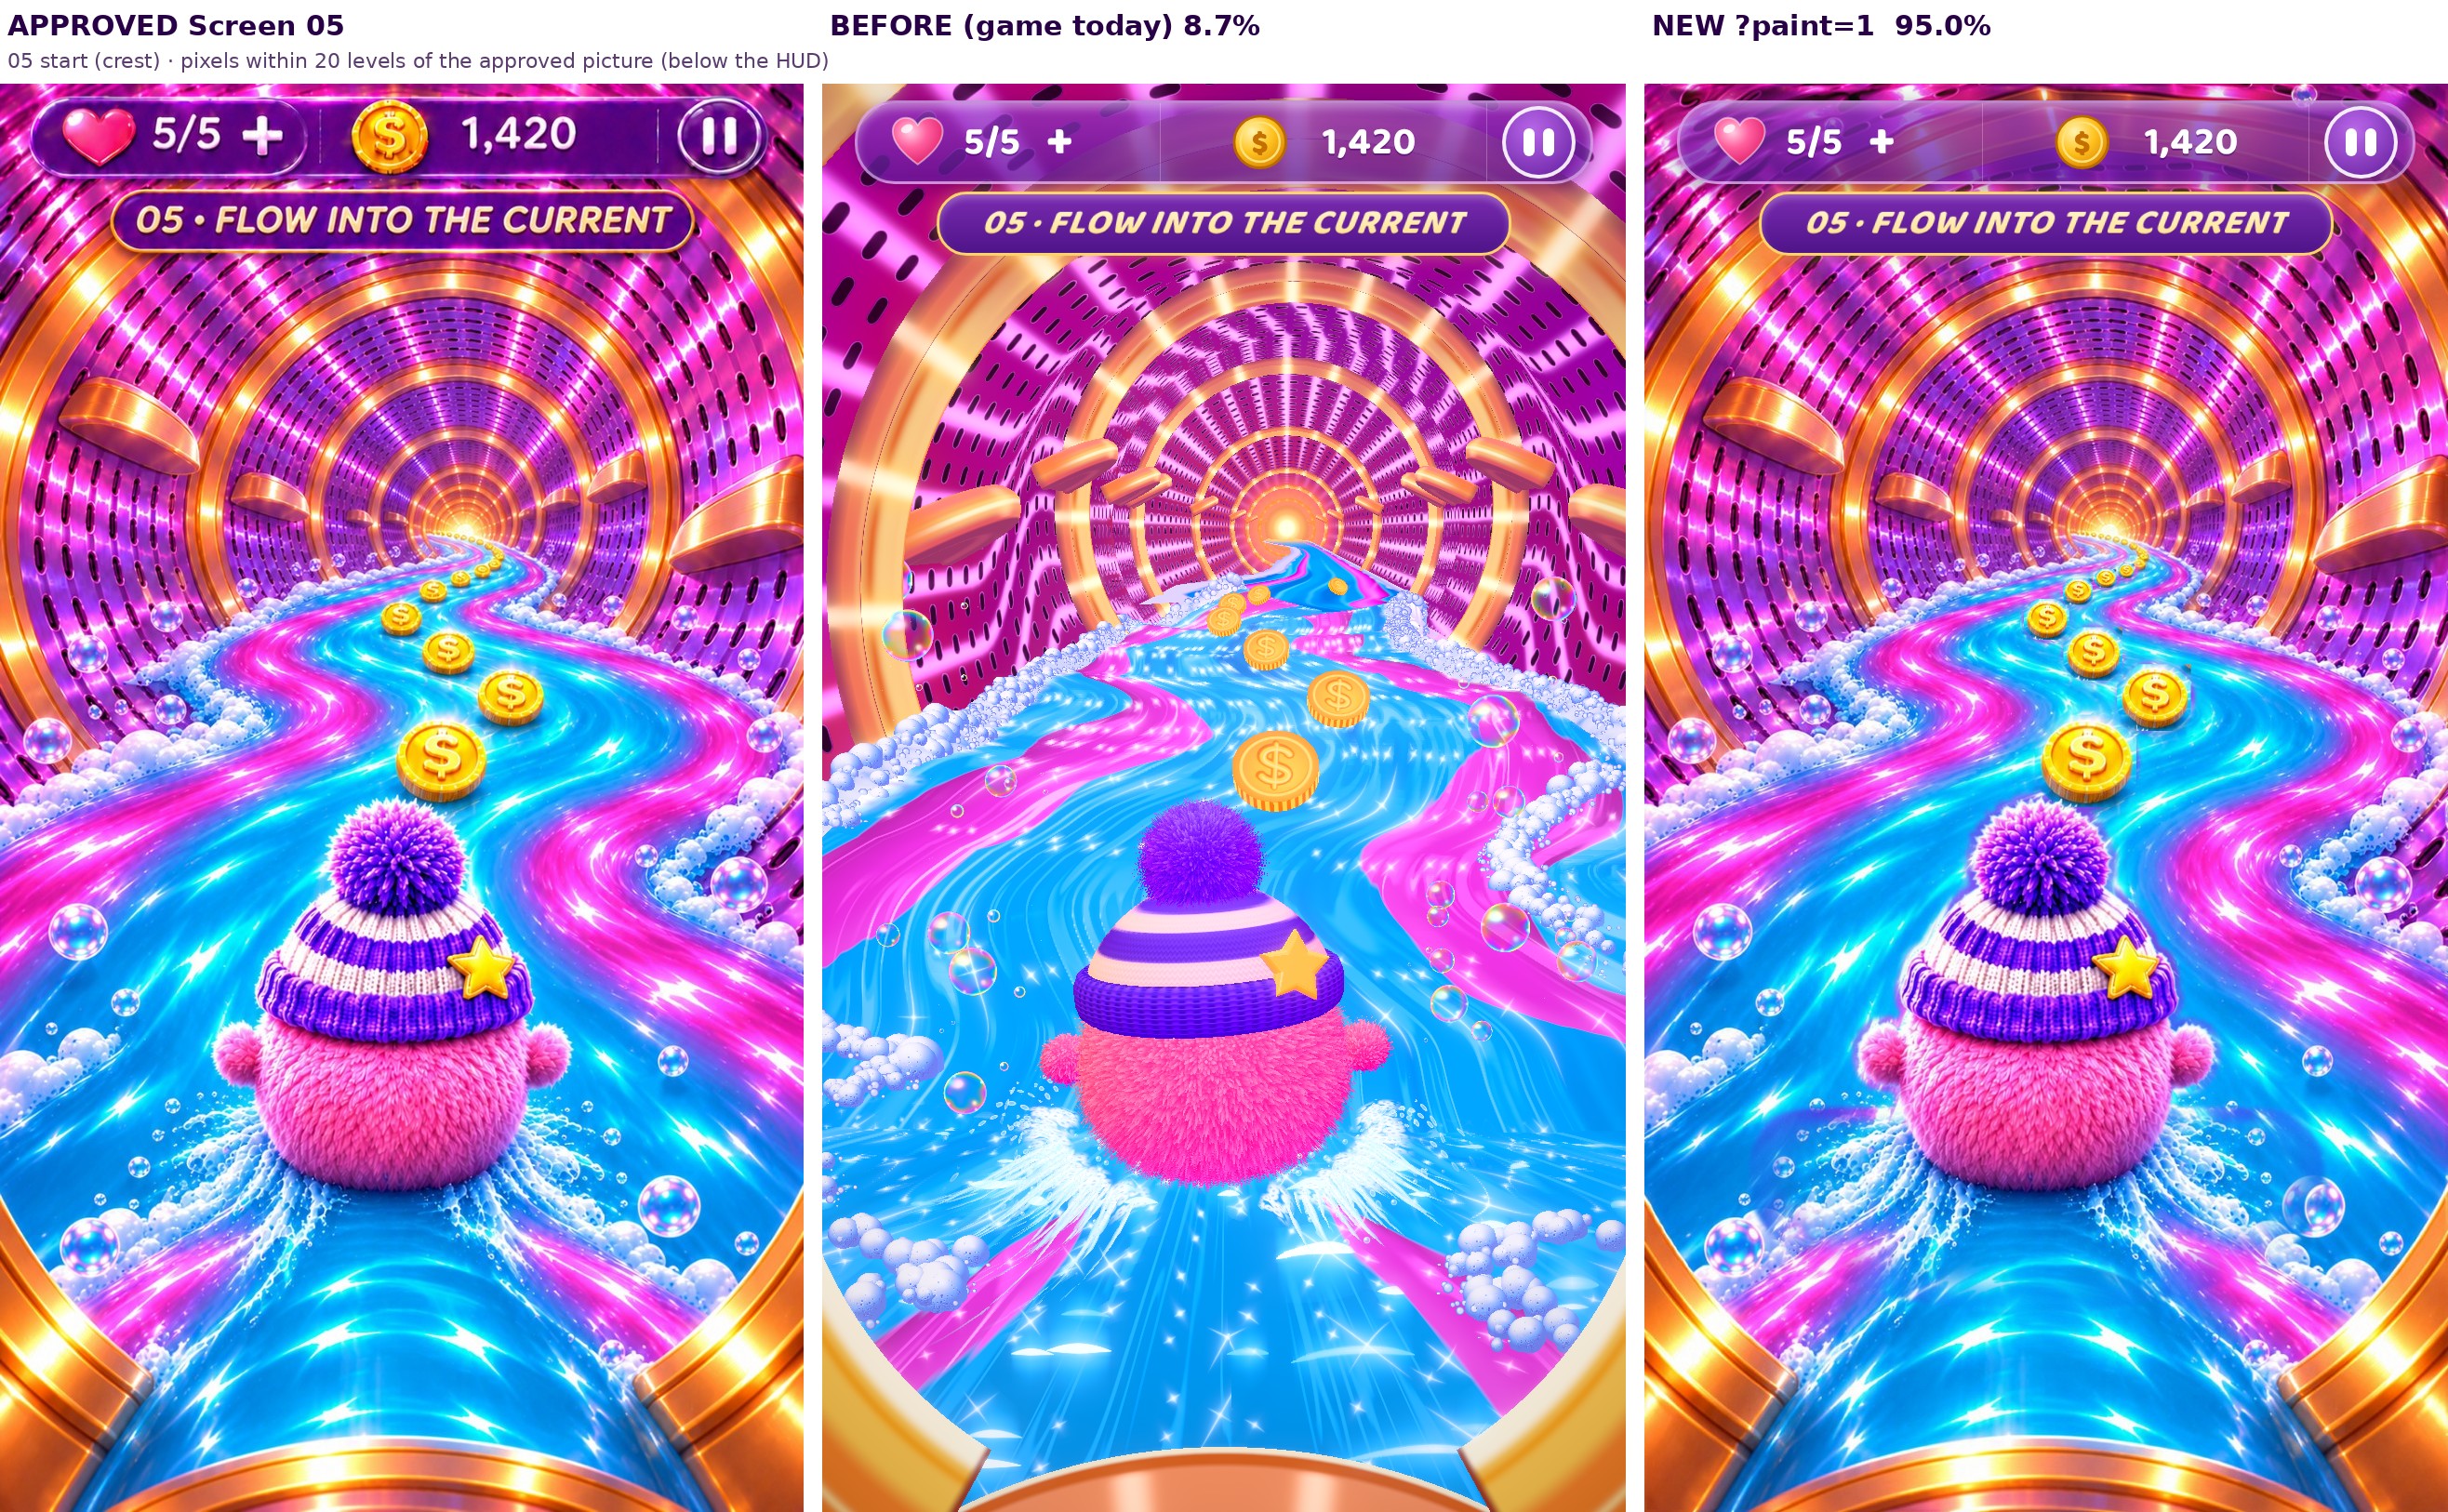 APPROVED Screen 05
05 start (crest) · pixels within 20 levels of the approved picture (below the HUD)
5/5 + $ 1,420
05 • FLOW INTO THE CURRENT
$
$
$
$
BEFORE (game today) 8.7%
5/5 + $ 1,420
05 · FLOW INTO THE CURRENT
$
$
$
NEW ?paint=1 95.0%
5/5 + $ 1,420
05 · FLOW INTO THE CURRENT
$
$
$
$